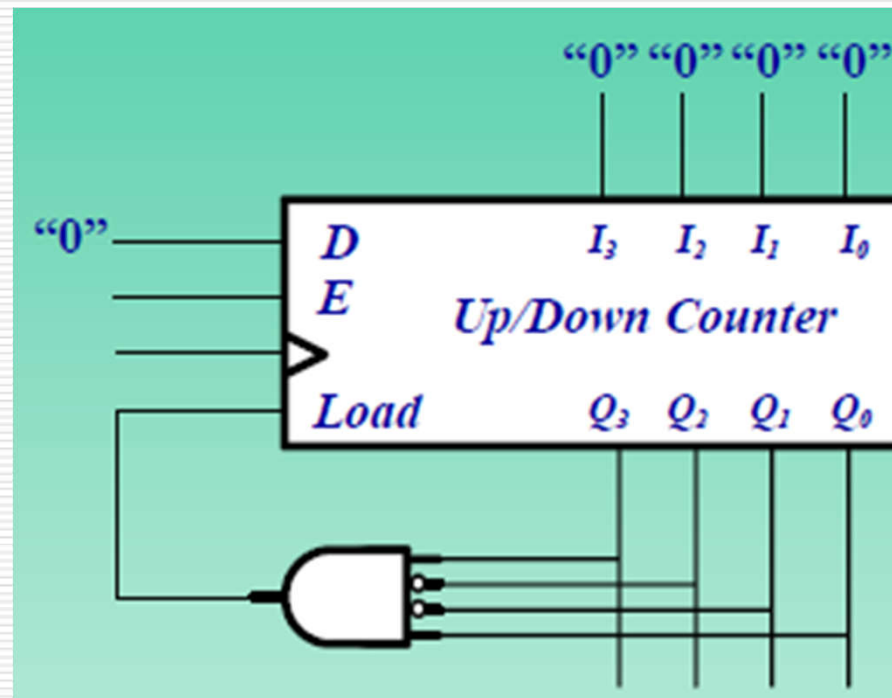 “0” “0” “0” “0”
“0” D I3 I2 I1 I0
E
Up/Down Counter
Load Q3 Q2 Q1 Q0